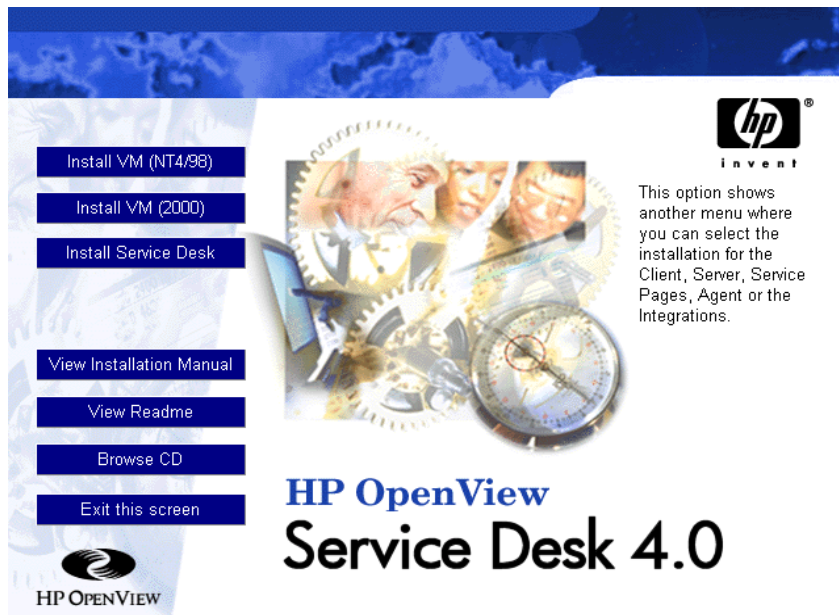 hp
®
invent
Install VM (NT4/98)
Install VM (2000)
Install Service Desk
This option shows
another menu where
you can select the
installation for the
Client, Server, Service
Pages, Agent or the
Integrations.
View Installation Manual
View Readme
Browse CD
Exit this screen
HP OpenView
Service Desk 4.0
HP OPENVIEW